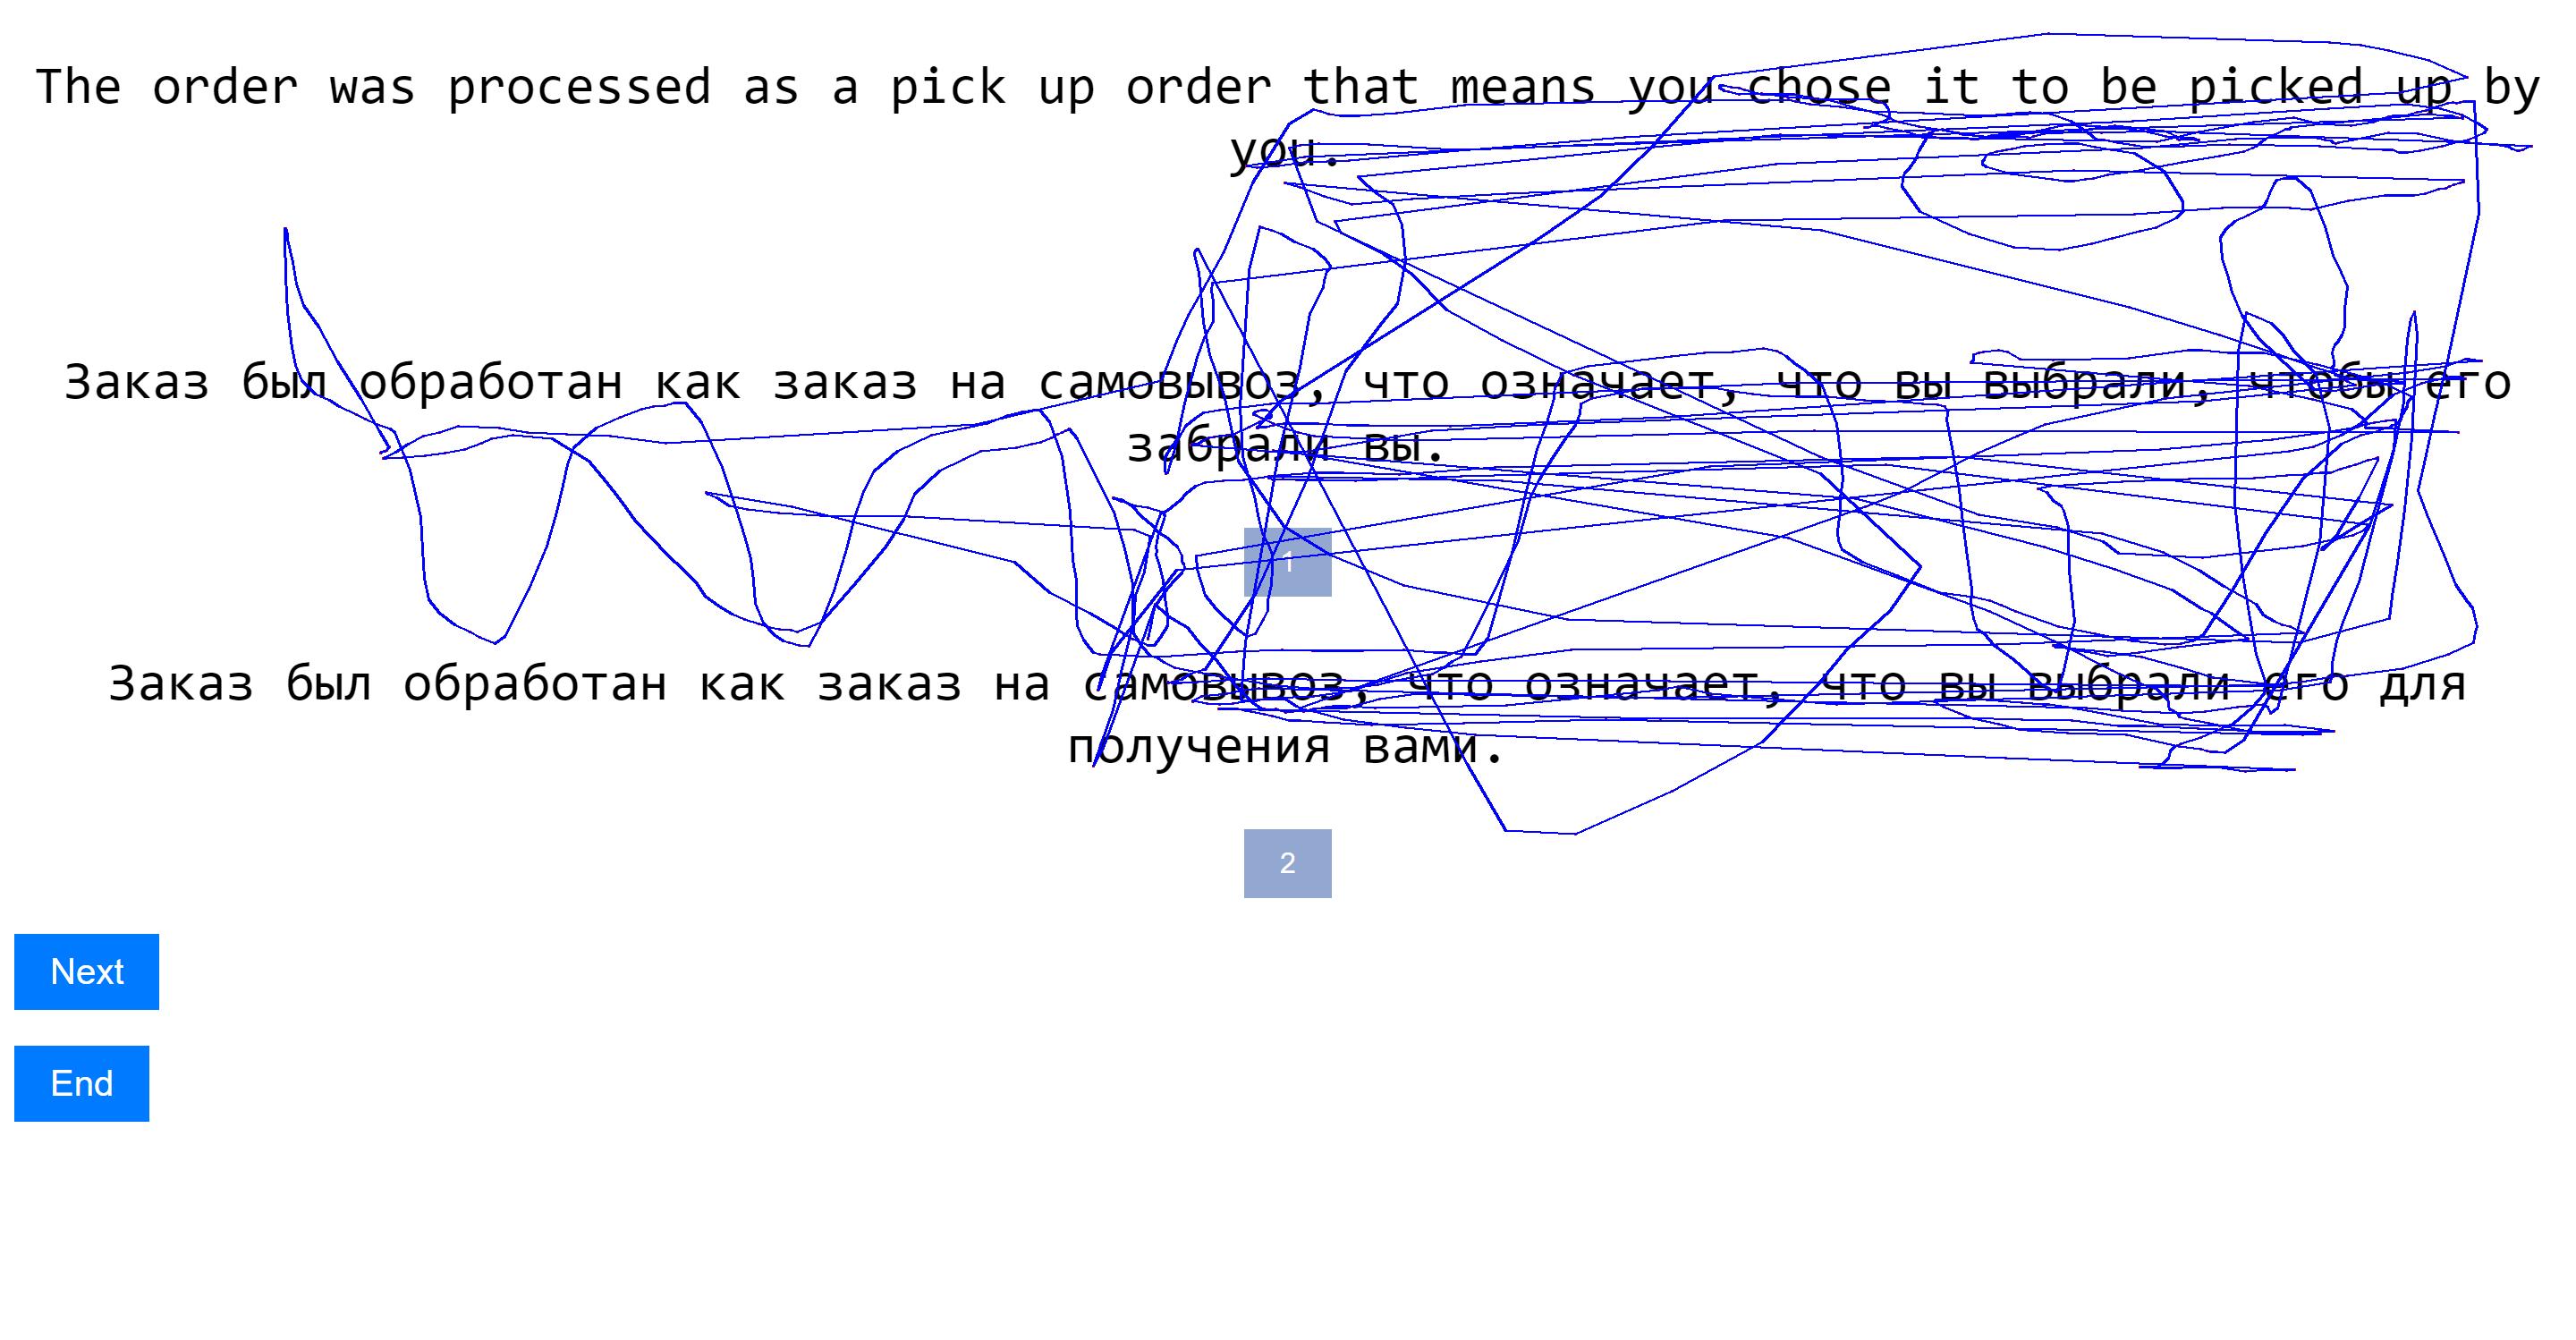 The order was processed as a pick up order that means you chose it to be picked up by
you.
Заказ был обработан как заказ на самовывоз, что означает, что вы выбрали, чтобы его
забрали вы.
1
Заказ был обработан как заказ на самовывоз, что означает, что вы выбрали его для
получения вами.
2
Next
End